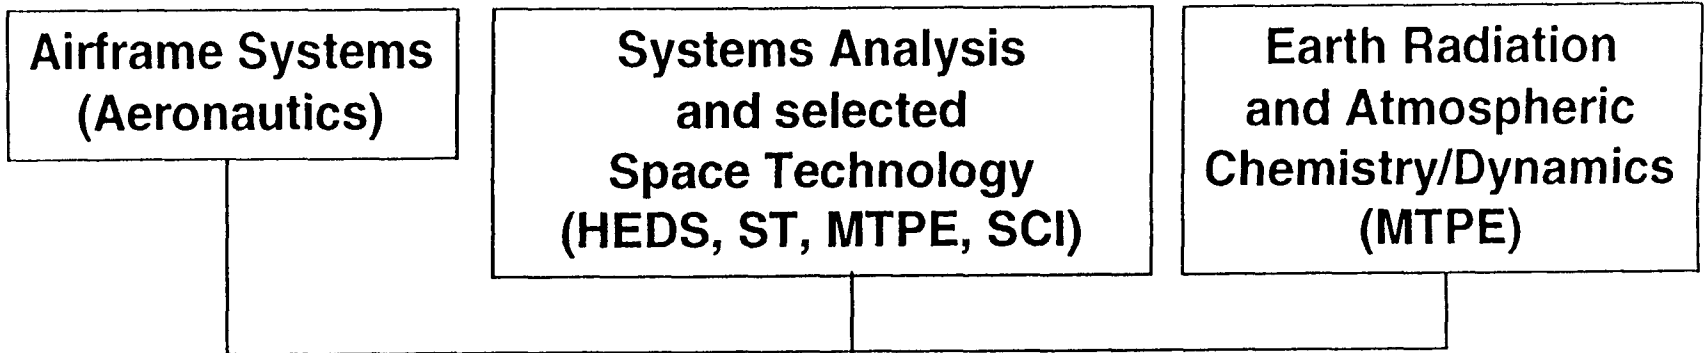 Airframe Systems
(Aeronautics)
Systems Analysis
and selected
Space Technology
(HEDS, ST, MTPE, SCI)
Earth Radiation
and Atmospheric
Chemistry/Dynamics
(MTPE)